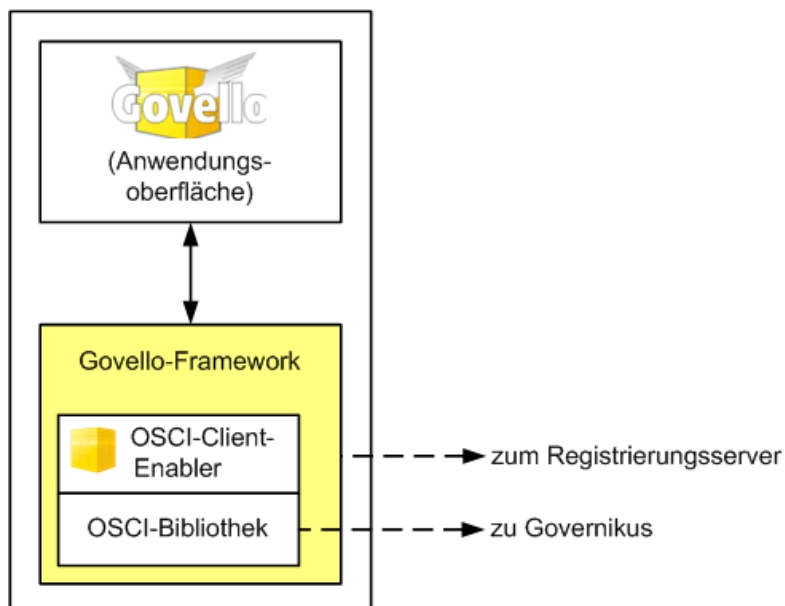 Govello
(Anwendungs-
oberfläche)
Govello-Framework
OSCI-Client-
Enabler
zum Registrierungsserver
OSCI-Bibliothek
zu Governikus